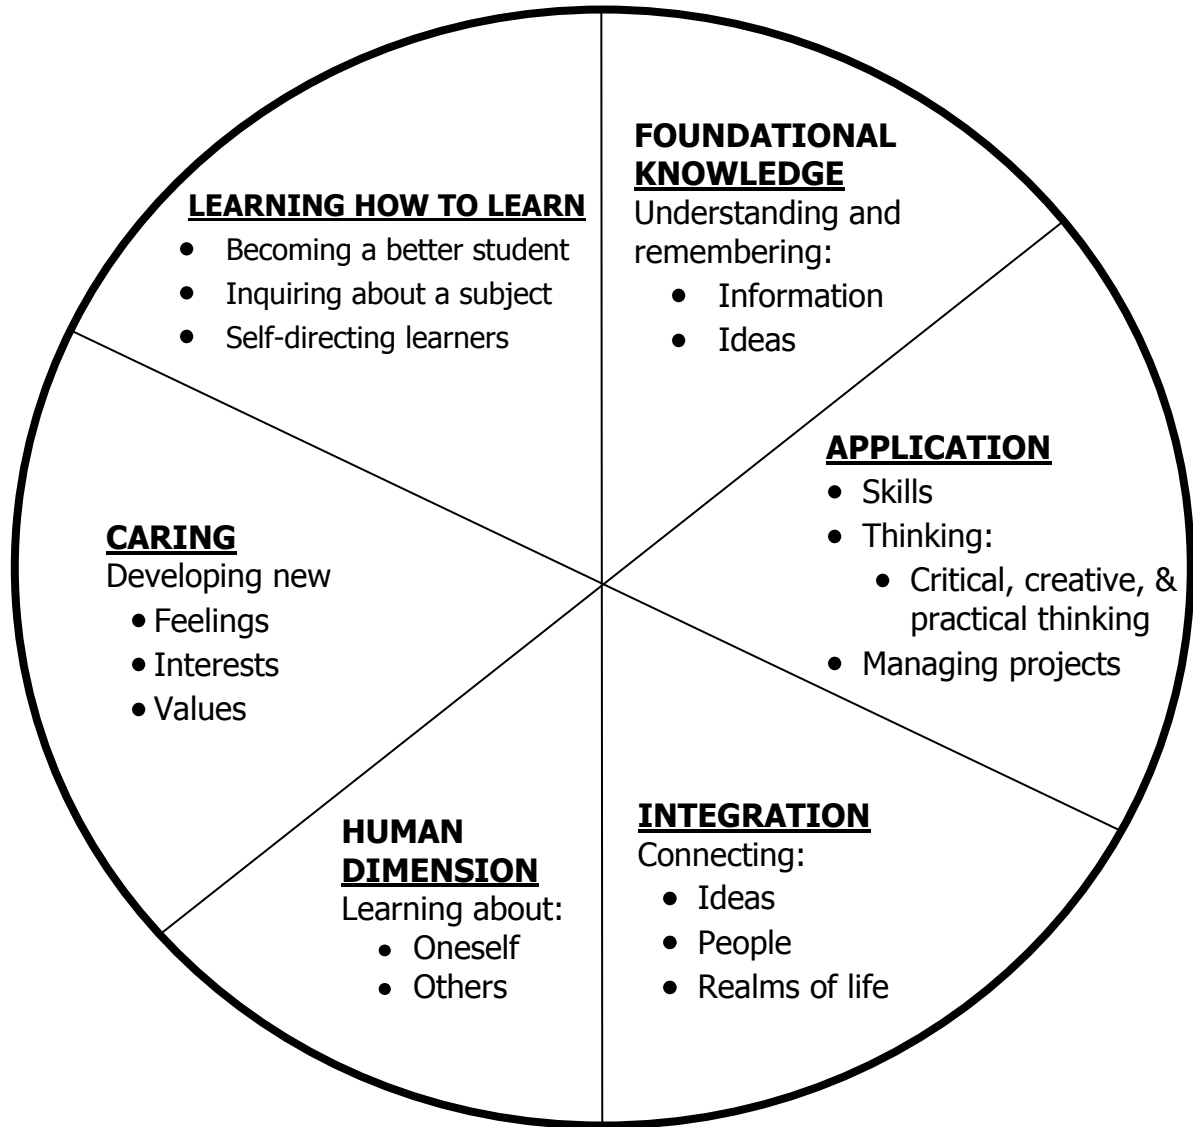 FOUNDATIONAL
KNOWLEDGE
Understanding and
remembering:
• Information
• Ideas
APPLICATION
• Skills
• Thinking:
• Critical, creative, &
practical thinking
• Managing projects
INTEGRATION
Connecting:
• Ideas
• People
• Realms of life
HUMAN
DIMENSION
Learning about:
• Oneself
• Others
CARING
Developing new
• Feelings
• Interests
• Values
LEARNING HOW TO LEARN
• Becoming a better student
• Inquiring about a subject
• Self-directing learners